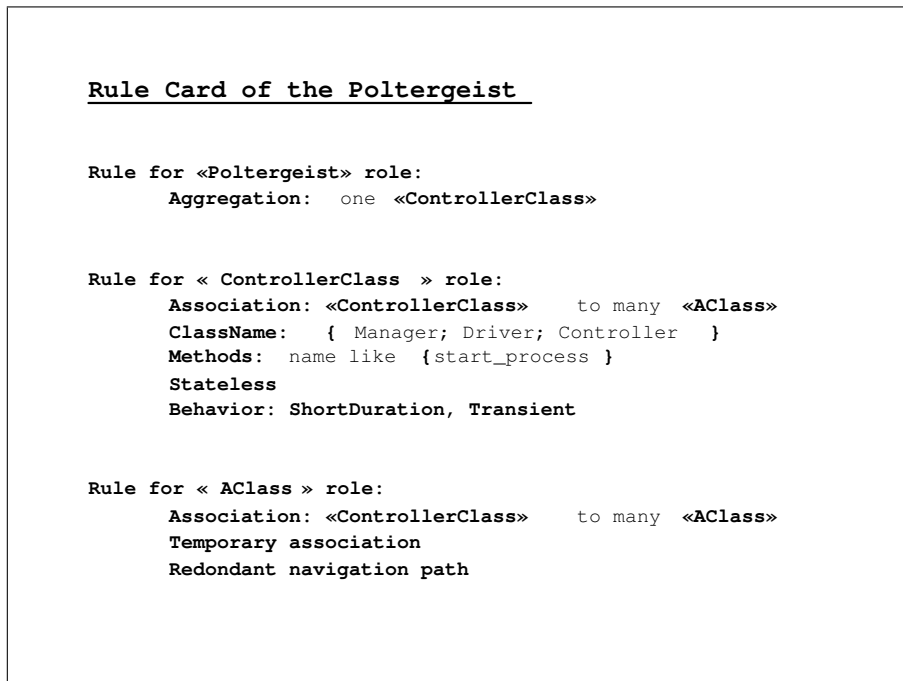 Rule Card of the Poltergeist
Rule for «Poltergeist» role:
Aggregation: one «ControllerClass»
Rule for « ControllerClass » role:
Association: «ControllerClass» to many «AClass»
ClassName: { Manager; Driver; Controller }
Methods: name like {start_process }
Stateless
Behavior: ShortDuration, Transient
Rule for « AClass » role:
Association: «ControllerClass» to many «AClass»
Temporary association
Redondant navigation path